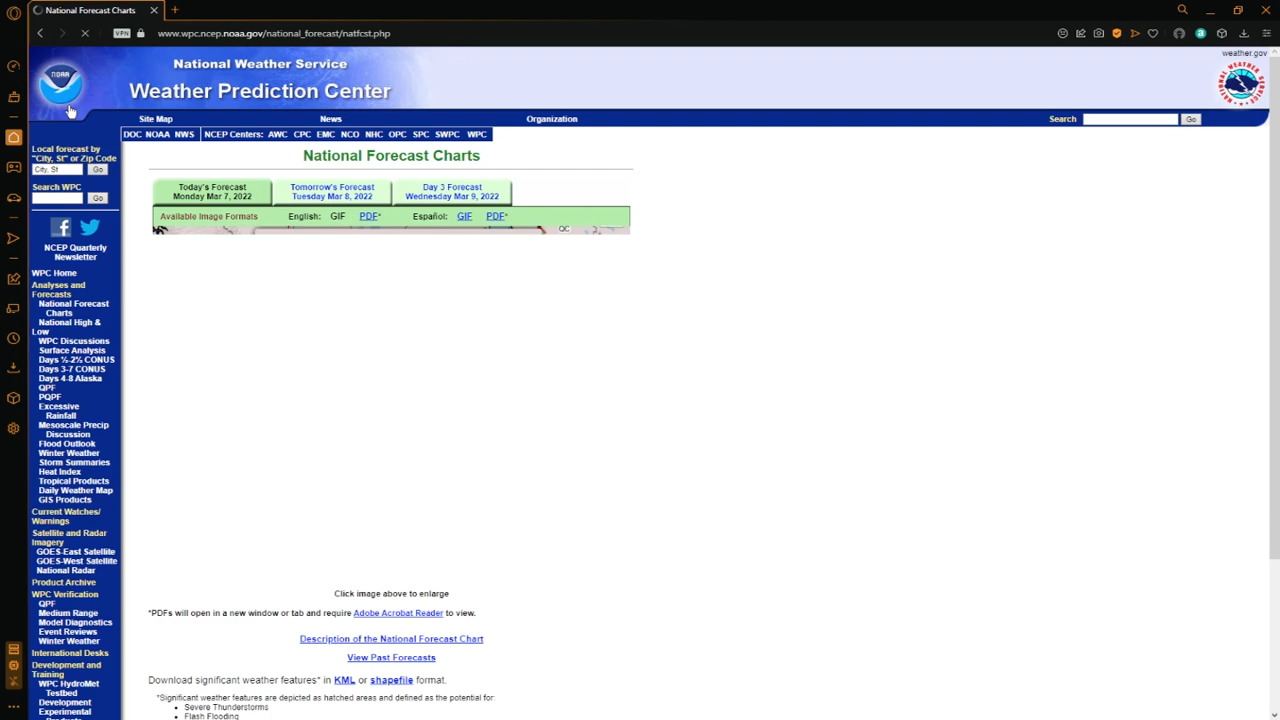 National Forecast Charts
VPN
www.wpc.ncep.noaa.gov/national_forecast/natfcst.php
weather.gov
NOAA
National Weather Service
Weather Prediction Center
Site Map News Organization Search Go
DOC NOAA NWS NCEP Centers: AWC CPC EMC NCO NHC OPC SPC SWPC WPC
Local forecast by
"City, St" or Zip Code
City, St Go
Search WPC
Go
NCEP Quarterly
Newsletter
WPC Home
Analyses and
Forecasts
National Forecast
Charts
National High &
Low
WPC Discussions
Surface Analysis
Days ½-2½ CONUS
Days 3-7 CONUS
Days 4-8 Alaska
QPF
PQPF
Excessive
Rainfall
Mesoscale Precip
Discussion
Flood Outlook
Winter Weather
Storm Summaries
Heat Index
Tropical Products
Daily Weather Map
GIS Products
Current Watches/
Warnings
Satellite and Radar
Imagery
GOES-East Satellite
GOES-West Satellite
National Radar
Product Archive
WPC Verification
QPF
Medium Range
Model Diagnostics
Event Reviews
Winter Weather
International Desks
Development and
Training
WPC HydroMet
Testbed
Development
Experimental
National Forecast Charts
Today's Forecast
Monday Mar 7, 2022
Tomorrow's Forecast
Tuesday Mar 8, 2022
Day 3 Forecast
Wednesday Mar 9, 2022
Available Image Formats English: GIF PDF* Español: GIF PDF*
QC
Click image above to enlarge
*PDFs will open in a new window or tab and require Adobe Acrobat Reader to view.
Description of the National Forecast Chart
View Past Forecasts
Download significant weather features* in KML or shapefile format.
*Significant weather features are depicted as hatched areas and defined as the potential for:
Severe Thunderstorms
Flash Flooding